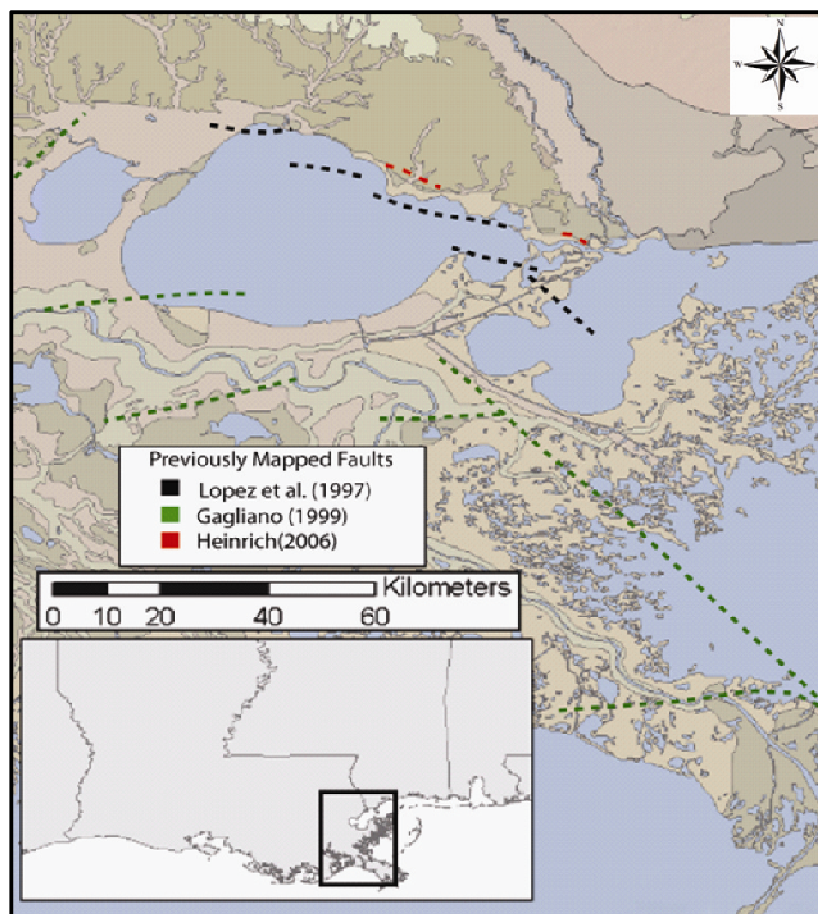 N
W E
S
Previously Mapped Faults
Lopez et al. (1997)
Gagliano (1999)
Heinrich(2006)
Kilometers
0 10 20 40 60